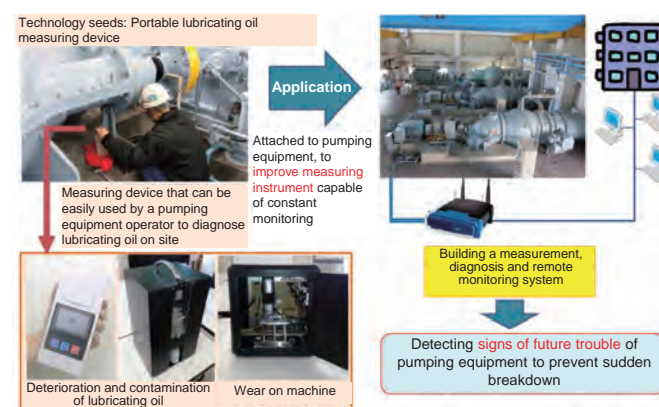 Technology seeds: Portable lubricating oil
measuring device
Application
Attached to pumping
equipment, to
improve measuring
instrument capable
of constant
monitoring
Measuring device that can be
easily used by a pumping
equipment operator to diagnose
lubricating oil on site
Deterioration and contamination
of lubricating oil
Wear on machine
Building a measurement,
diagnosis and remote
monitoring system
Detecting signs of future trouble of
pumping equipment to prevent sudden
breakdown